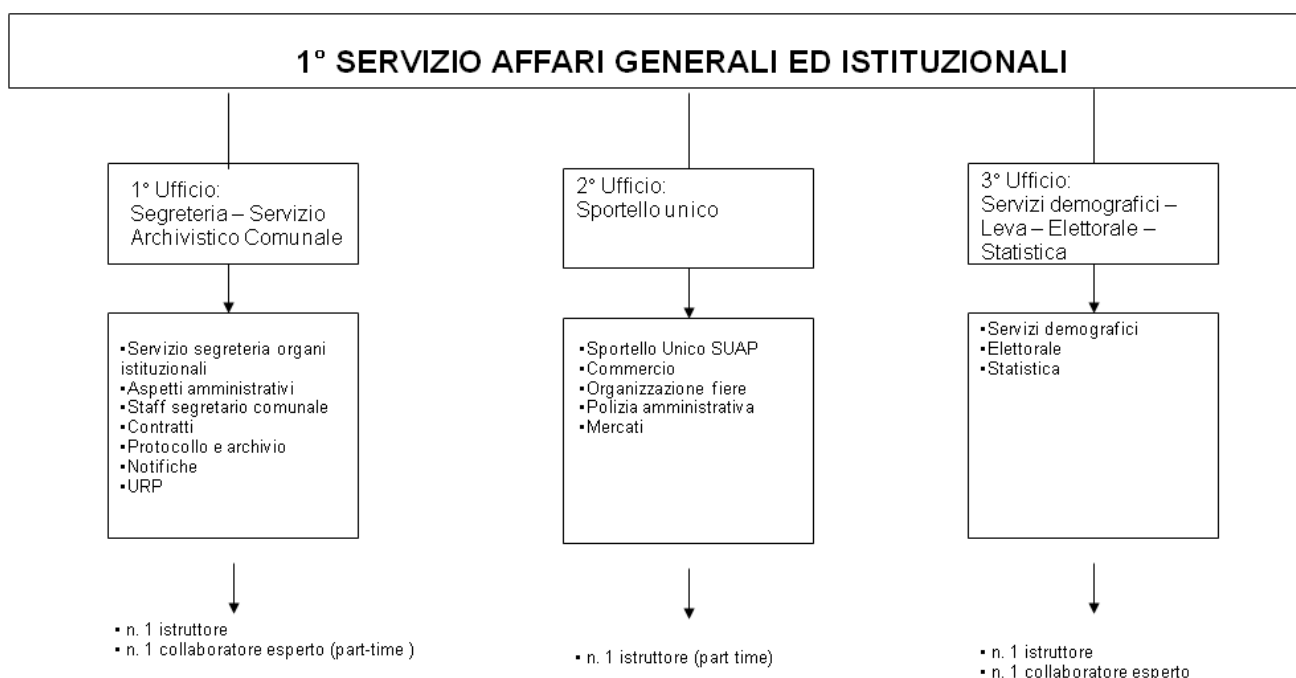 1° SERVIZIO AFFARI GENERALI ED ISTITUZIONALI
1° Ufficio:
Segreteria – Servizio
Archivistico Comunale
▪Servizio segreteria organi
istituzionali
▪Aspetti amministrativi
▪Staff segretario comunale
▪Contratti
▪Protocollo e archivio
▪Notifiche
▪URP
▪ n. 1 istruttore
▪ n. 1 collaboratore esperto (part-time )
2° Ufficio:
Sportello unico
▪Sportello Unico SUAP
▪Commercio
▪Organizzazione fiere
▪Polizia amministrativa
▪Mercati
▪ n. 1 istruttore (part time)
3° Ufficio:
Servizi demografici –
Leva – Elettorale –
Statistica
▪Servizi demografici
▪Elettorale
▪Statistica
▪ n. 1 istruttore
▪ n. 1 collaboratore esperto